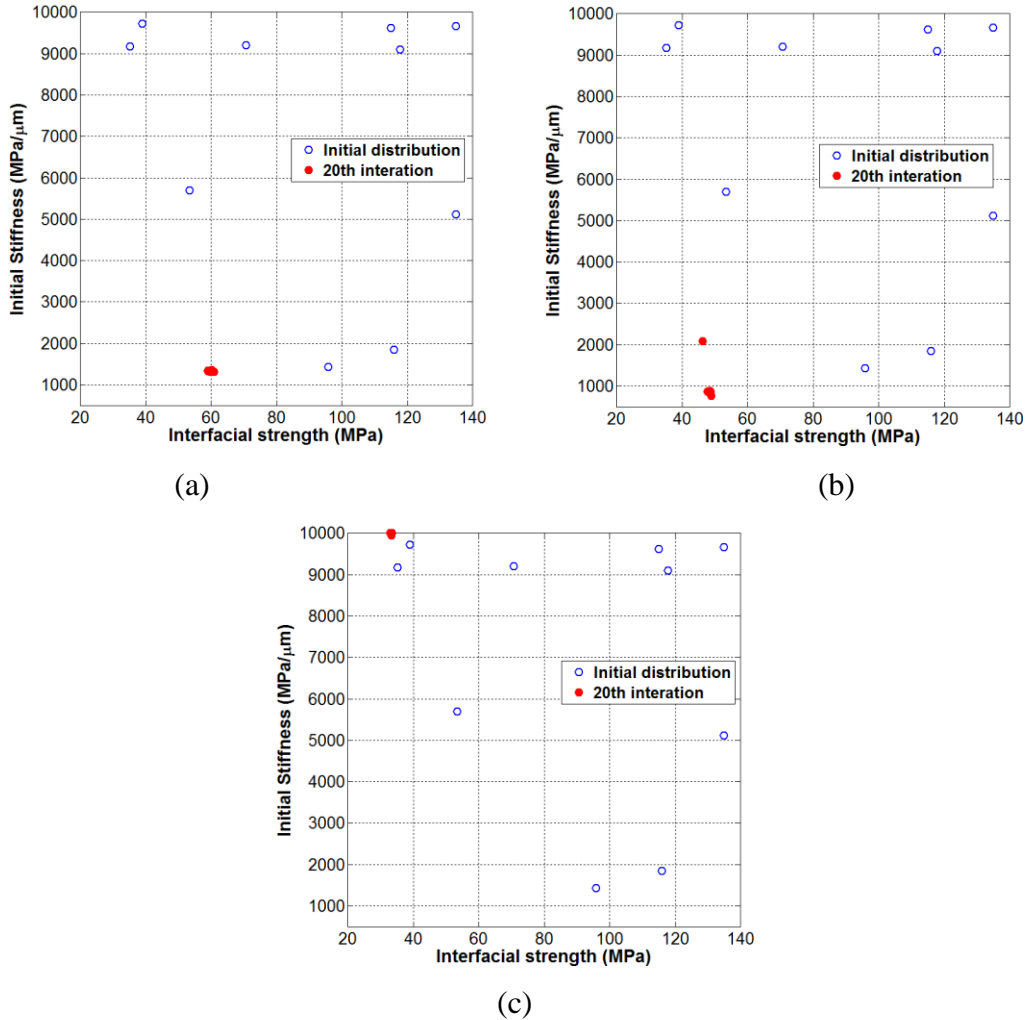 10000
9000
8000
7000
6000
5000
4000
3000
2000
1000
Initial Stiffness (MPa/μm)
Initial distribution
20th interation
20 40 60 80 100 120 140
Interfacial strength (MPa)
(a)
10000
9000
8000
7000
6000
5000
4000
3000
2000
1000
Initial Stiffness (MPa/μm)
Initial distribution
20th interation
20 40 60 80 100 120 140
Interfacial strength (MPa)
(b)
10000
9000
8000
7000
6000
5000
4000
3000
2000
1000
Initial Stiffness (MPa/μm)
Initial distribution
20th interation
20 40 60 80 100 120 140
Interfacial strength (MPa)
(c)